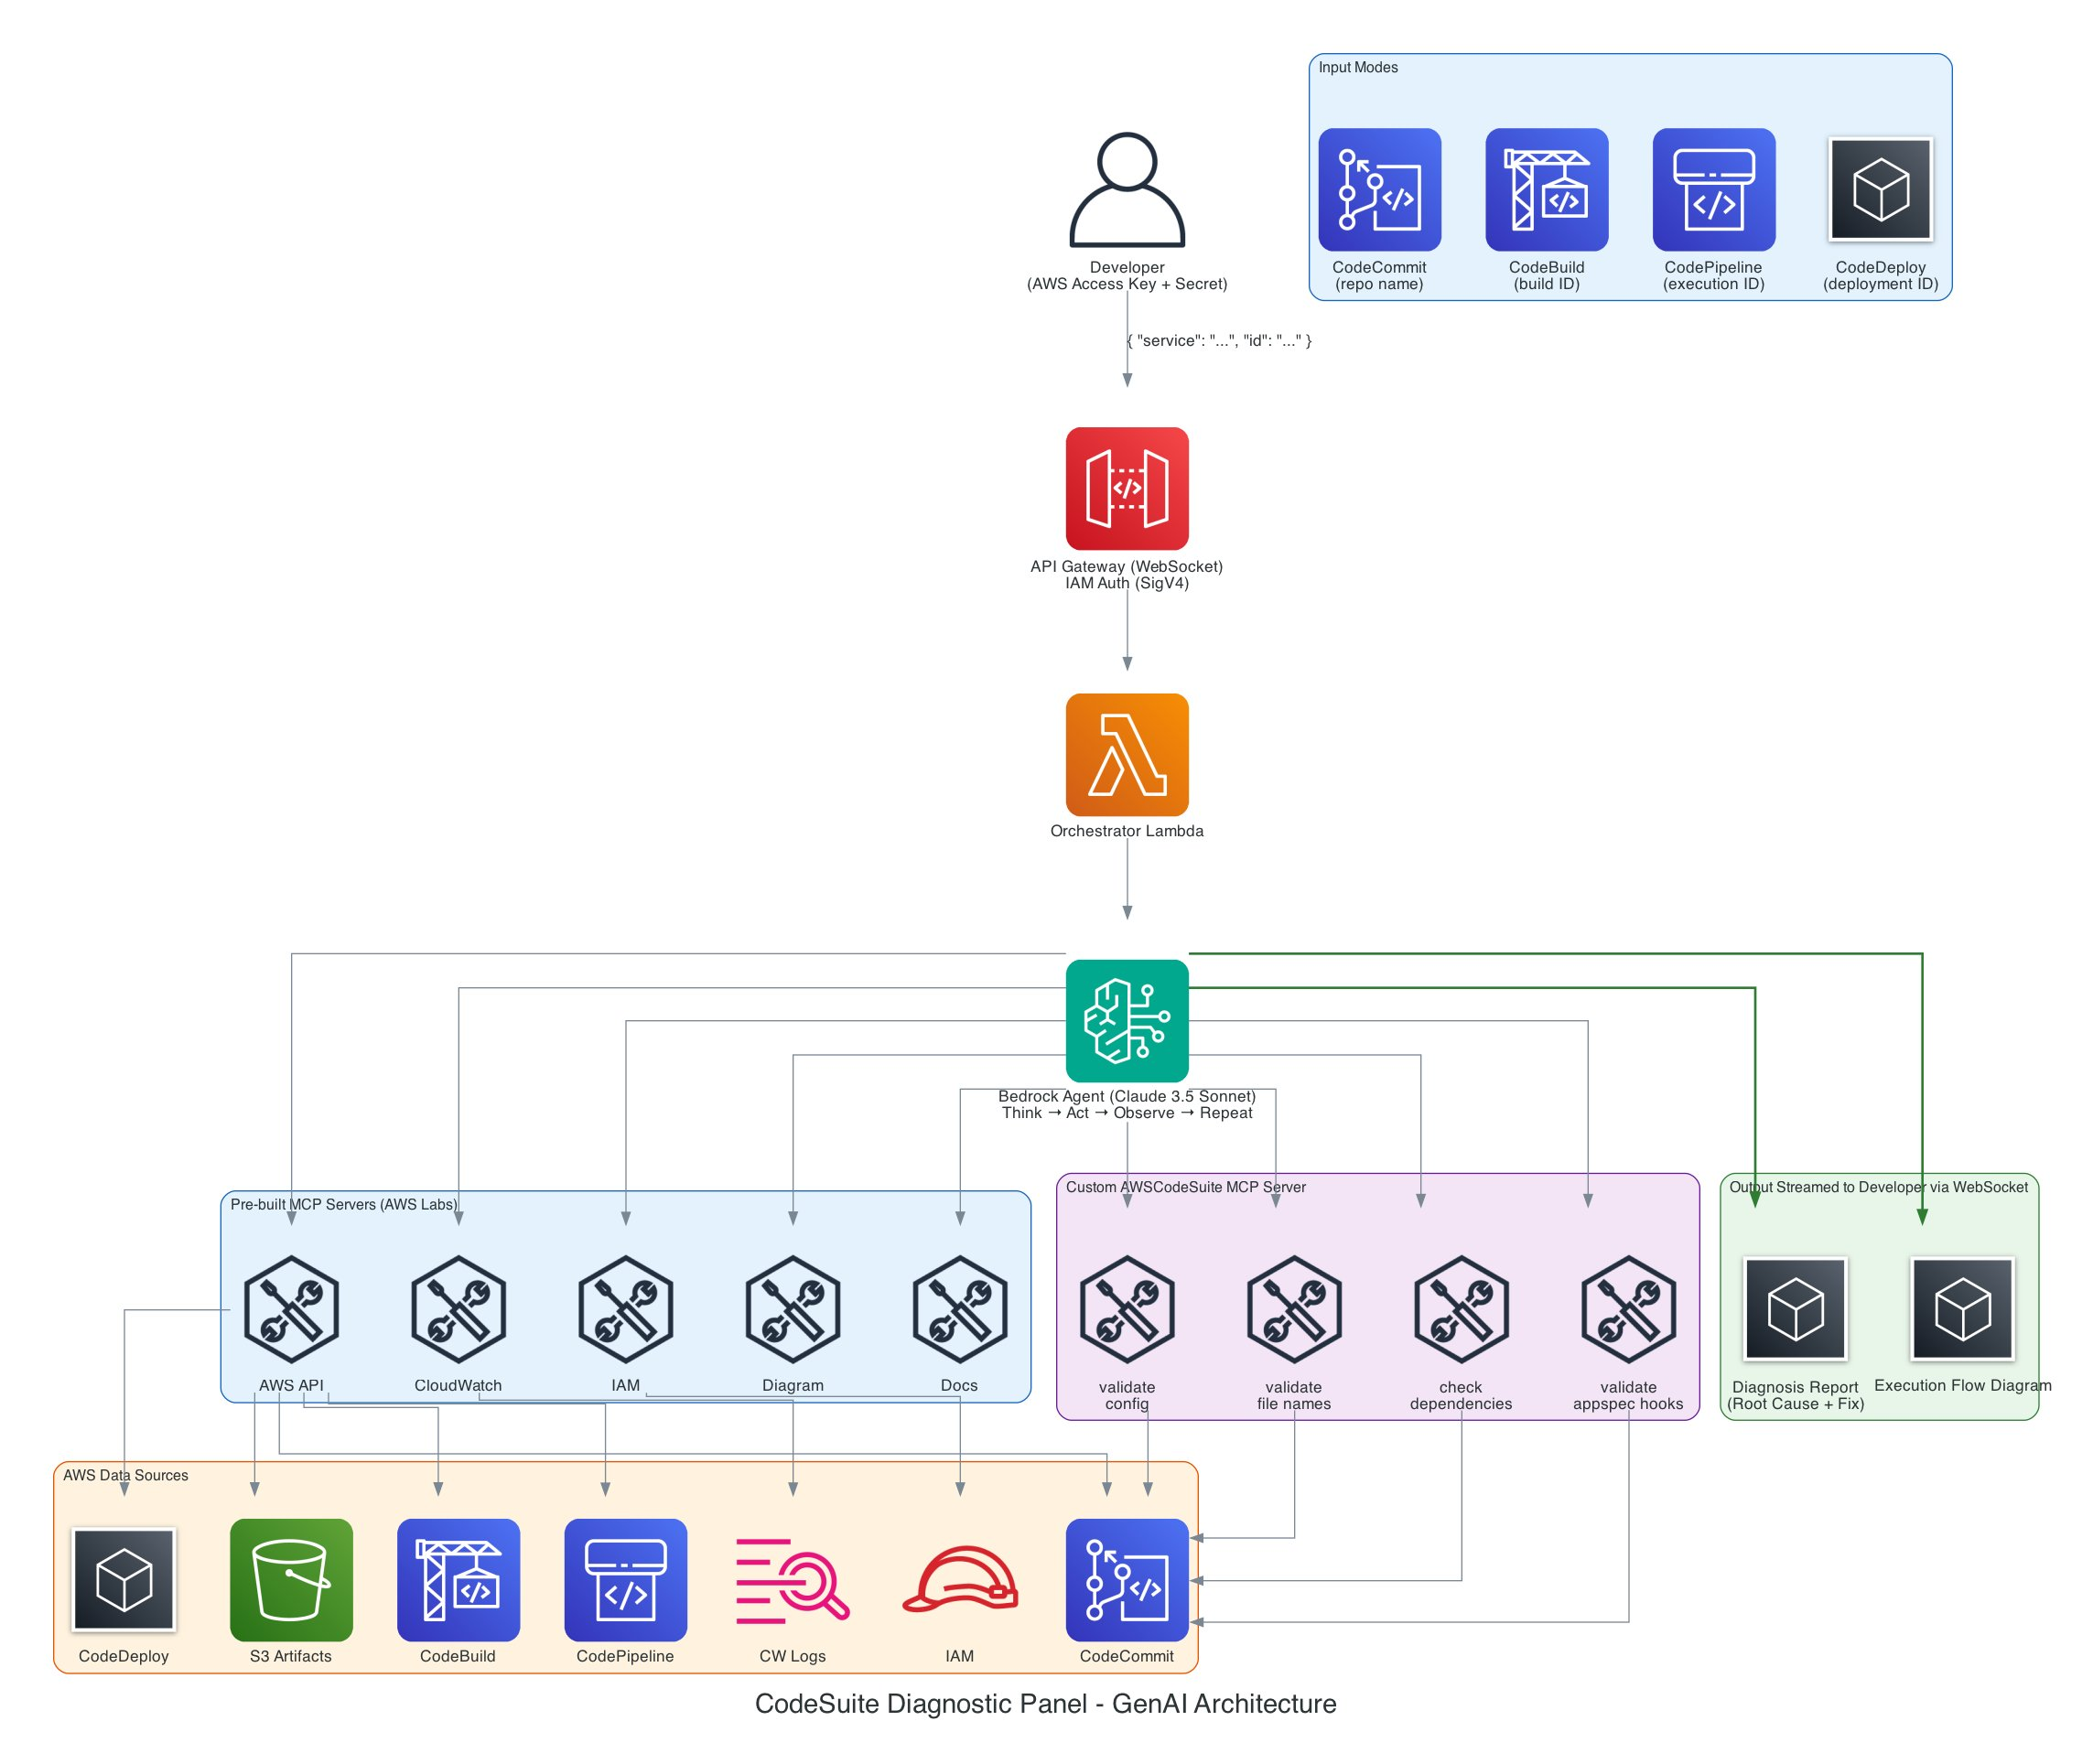 Input Modes
Developer
(AWS Access Key + Secret)
CodeCommit
(repo name)
CodeBuild
(build ID)
CodePipeline
(execution ID)
CodeDeploy
(deployment ID)
{ "service": "...", "id": "..." }
API Gateway (WebSocket)
IAM Auth (SigV4)
Orchestrator Lambda
Bedrock Agent (Claude 3.5 Sonnet)
Think → Act → Observe → Repeat
Pre-built MCP Servers (AWS Labs)
AWS API
CloudWatch
IAM
Diagram
Docs
Custom AWSCodeSuite MCP Server
validate
config
validate
file names
check
dependencies
validate
appspec hooks
Output Streamed to Developer via WebSocket
Diagnosis Report
(Root Cause + Fix)
Execution Flow Diagram
AWS Data Sources
CodeDeploy
S3 Artifacts
CodeBuild
CodePipeline
CW Logs
IAM
CodeCommit
CodeSuite Diagnostic Panel - GenAI Architecture